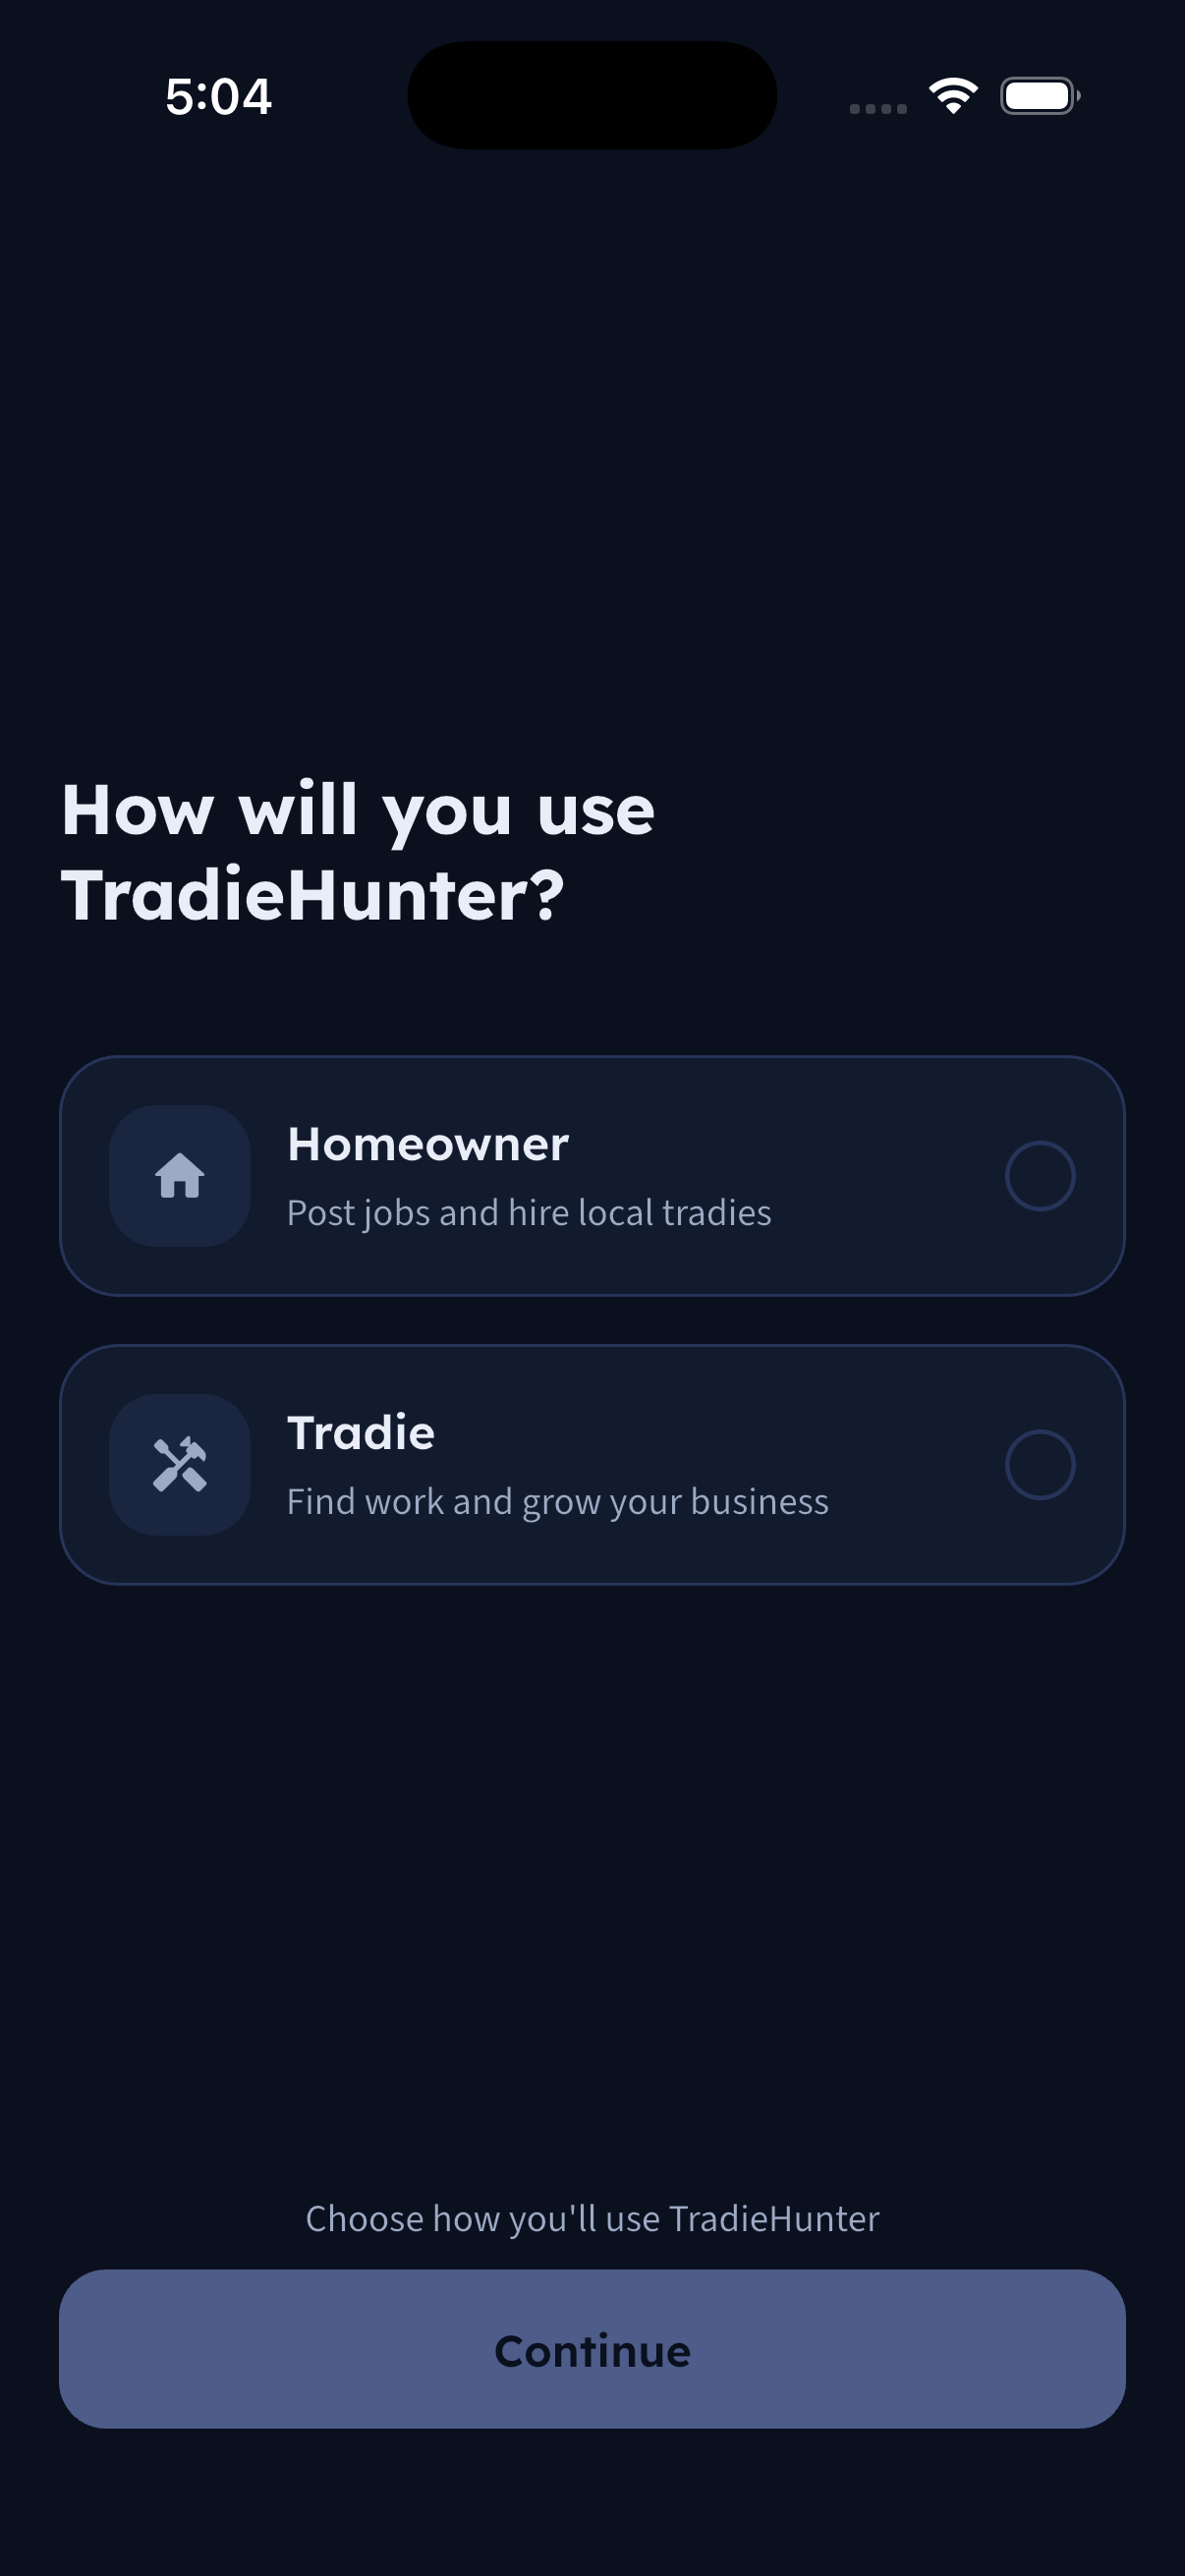 5:04
How will you use
TradieHunter?
Homeowner
Post jobs and hire local tradies
Tradie
Find work and grow your business
Choose how you'll use TradieHunter
Continue